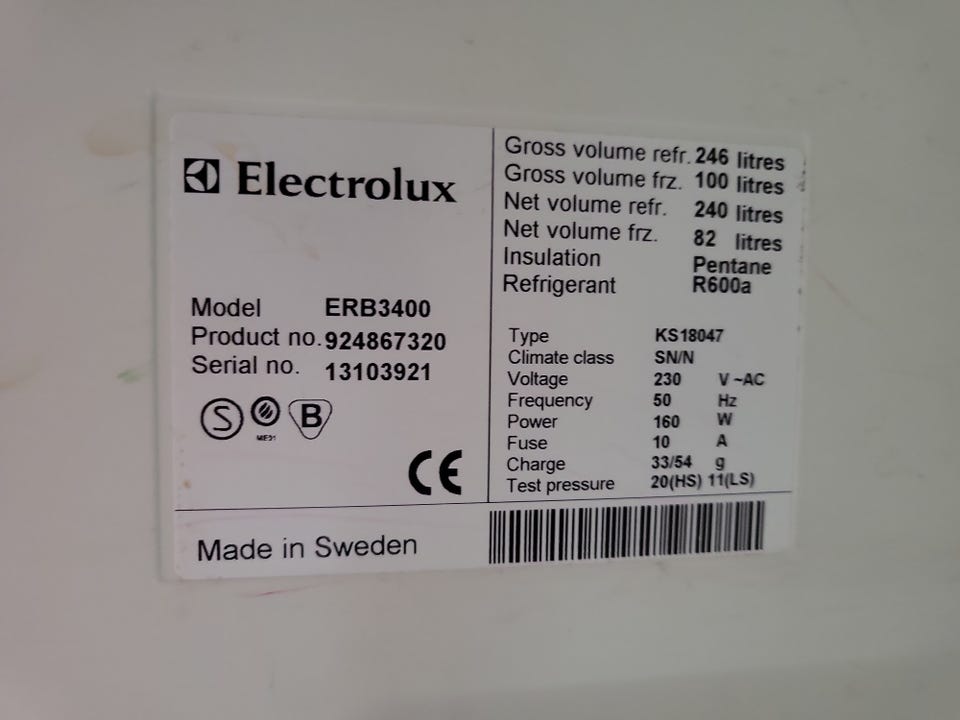 Electrolux
Model ERB3400
Product no. 924867320
Serial no. 13103921
S
B
CE
Made in Sweden
Gross volume refr. 246 litres
Gross volume frz. 100 litres
Net volume refr. 240 litres
Net volume frz. 82 litres
Insulation Pentane
Refrigerant R600a
Type KS18047
Climate class SN/N
Voltage 230 V ~AC
Frequency 50 Hz
Power 160 W
Fuse 10 A
Charge 33/54 g
Test pressure 20(HS) 11(LS)